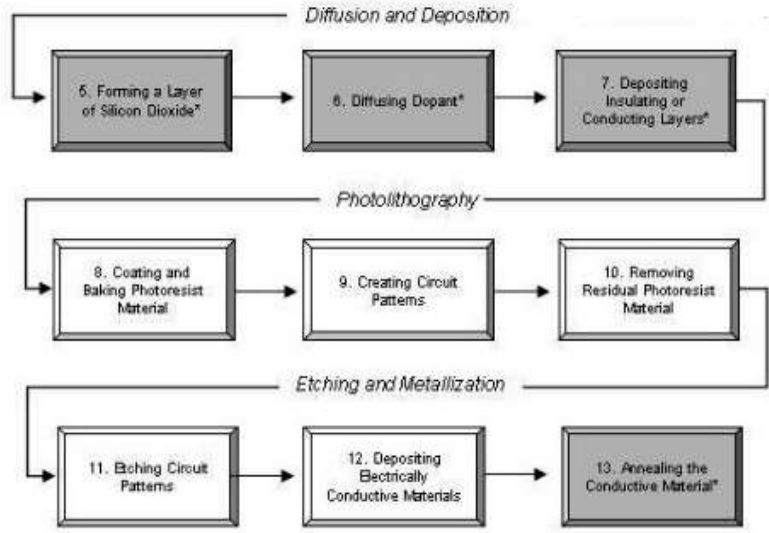 Diffusion and Deposition
5. Forming a Layer
of Silicon Dioxide*
6. Diffusing Dopant*
7. Depositing
Insulating or
Conducting Layers*
Photolithography
8. Coating and
Baking Photoresist
Material
9. Creating Circuit
Patterns
10. Removing
Residual Photoresist
Material
Etching and Metallization
11. Etching Circuit
Patterns
12. Depositing
Electrically
Conductive Materials
13. Annealing the
Conductive Material*